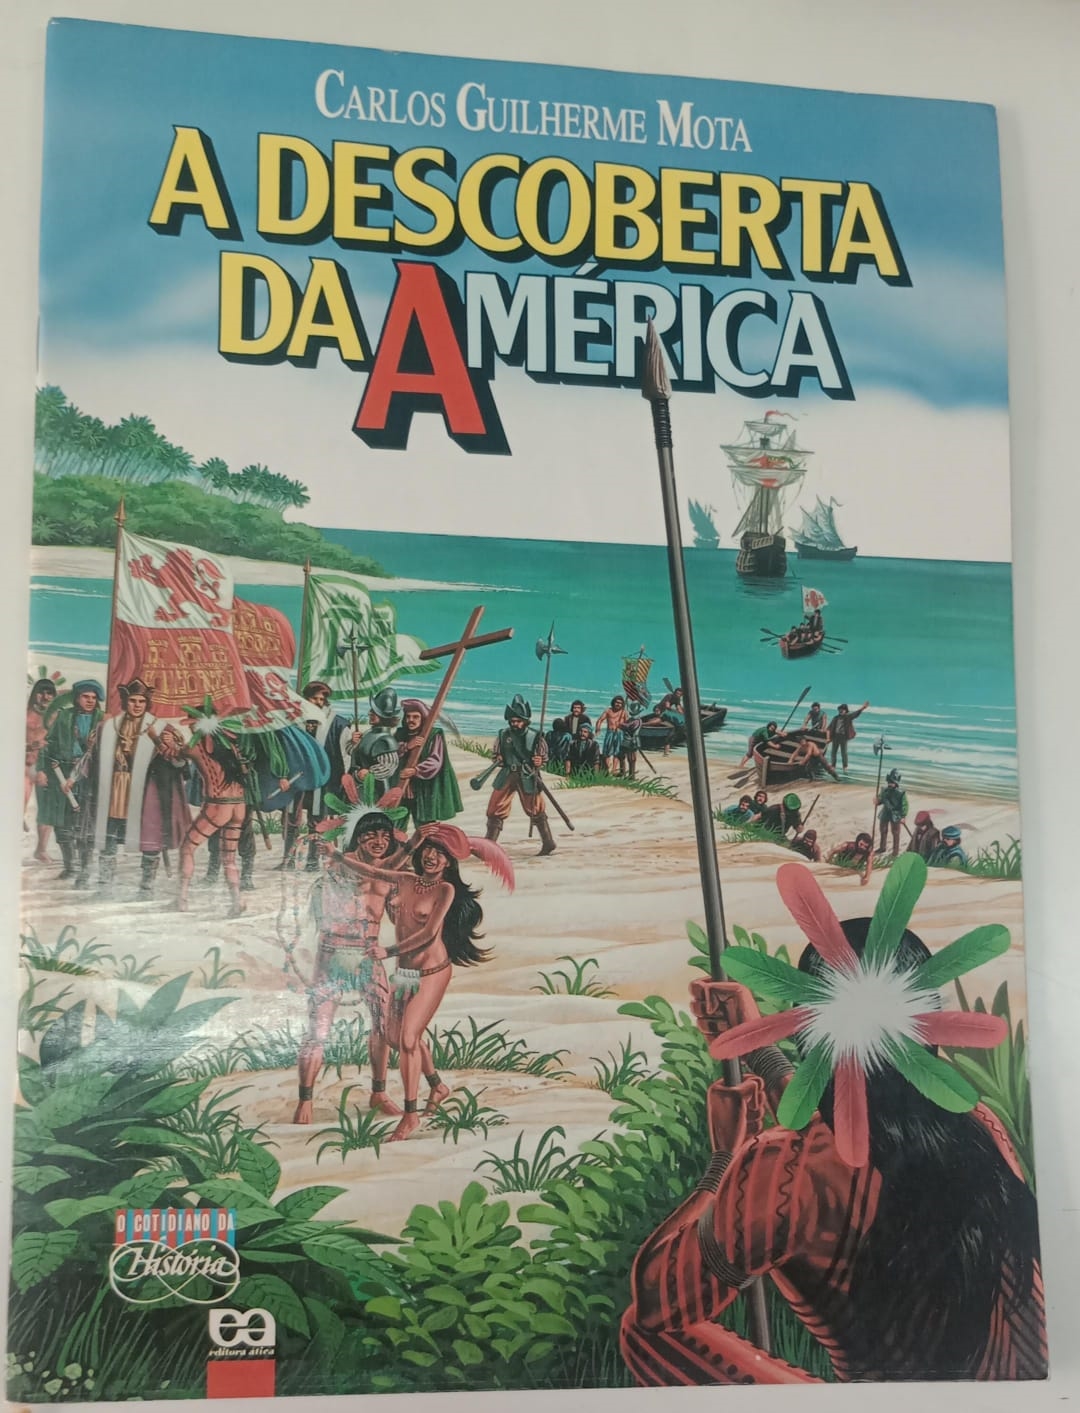 CARLOS GUILHERME MOTA
A DESCOBERTA
DA AMÉRICA
O COTIDIANO DA
História
ea
editora ática